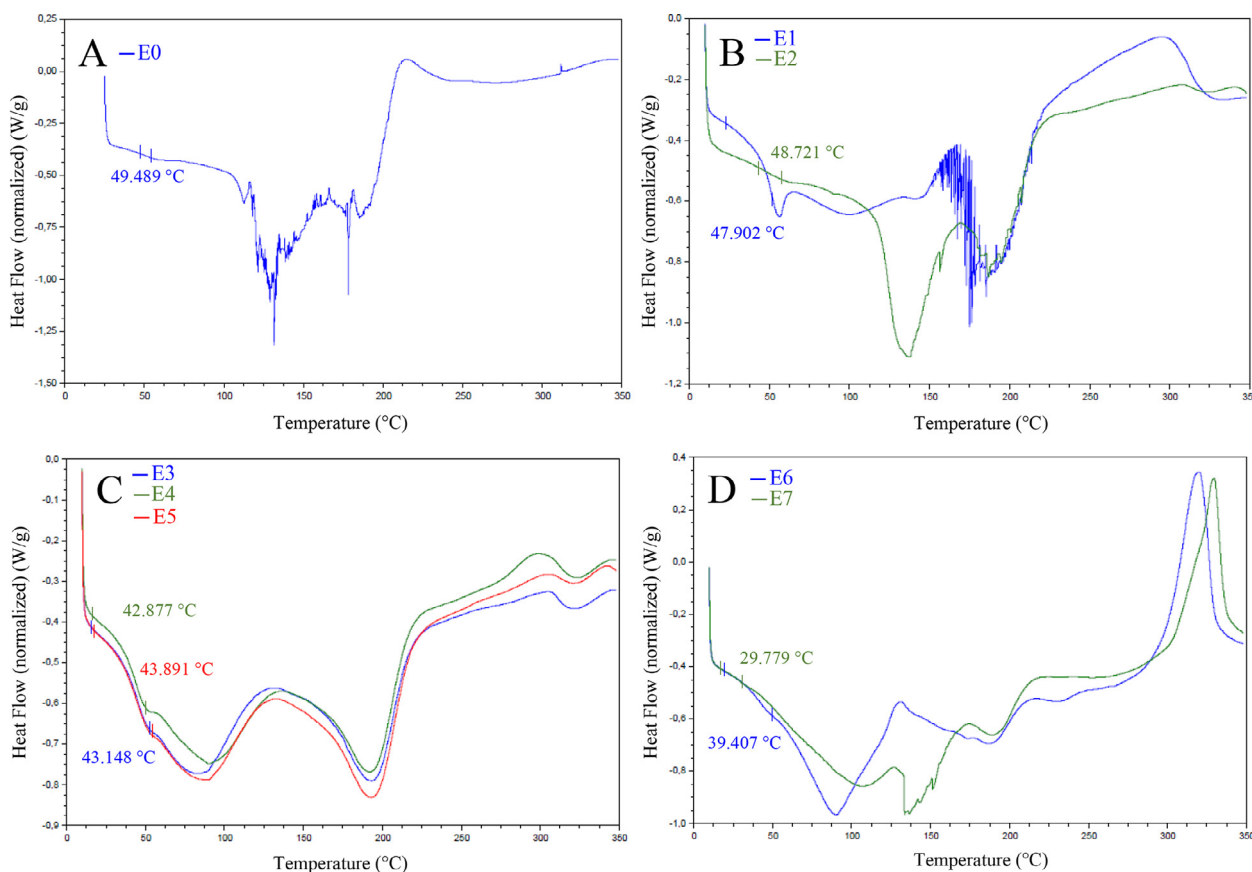 A
E0
0,25
0,00
-0,25
-0,50
-0,75
-1,00
-1,25
-1,50
49.489 °C
Heat Flow (normalized) (W/g)
0 50 100 150 200 250 300 350
Temperature (°C)
B
E1
E2
0,0
-0,2
-0,4
-0,6
-0,8
-1,0
-1,2
48.721 °C
47.902 °C
Heat Flow (normalized) (W/g)
0 50 100 150 200 250 300 350
Temperature (°C)
C
E3
E4
E5
0,0
-0,1
-0,2
-0,3
-0,4
-0,5
-0,6
-0,7
-0,8
-0,9
42.877 °C
43.891 °C
43.148 °C
Heat Flow (normalized) (W/g)
0 50 100 150 200 250 300 350
Temperature (°C)
D
E6
E7
0,4
0,2
0,0
-0,2
-0,4
-0,6
-0,8
-1,0
29.779 °C
39.407 °C
Heat Flow (normalized) (W/g)
0 50 100 150 200 250 300 350
Temperature (°C)